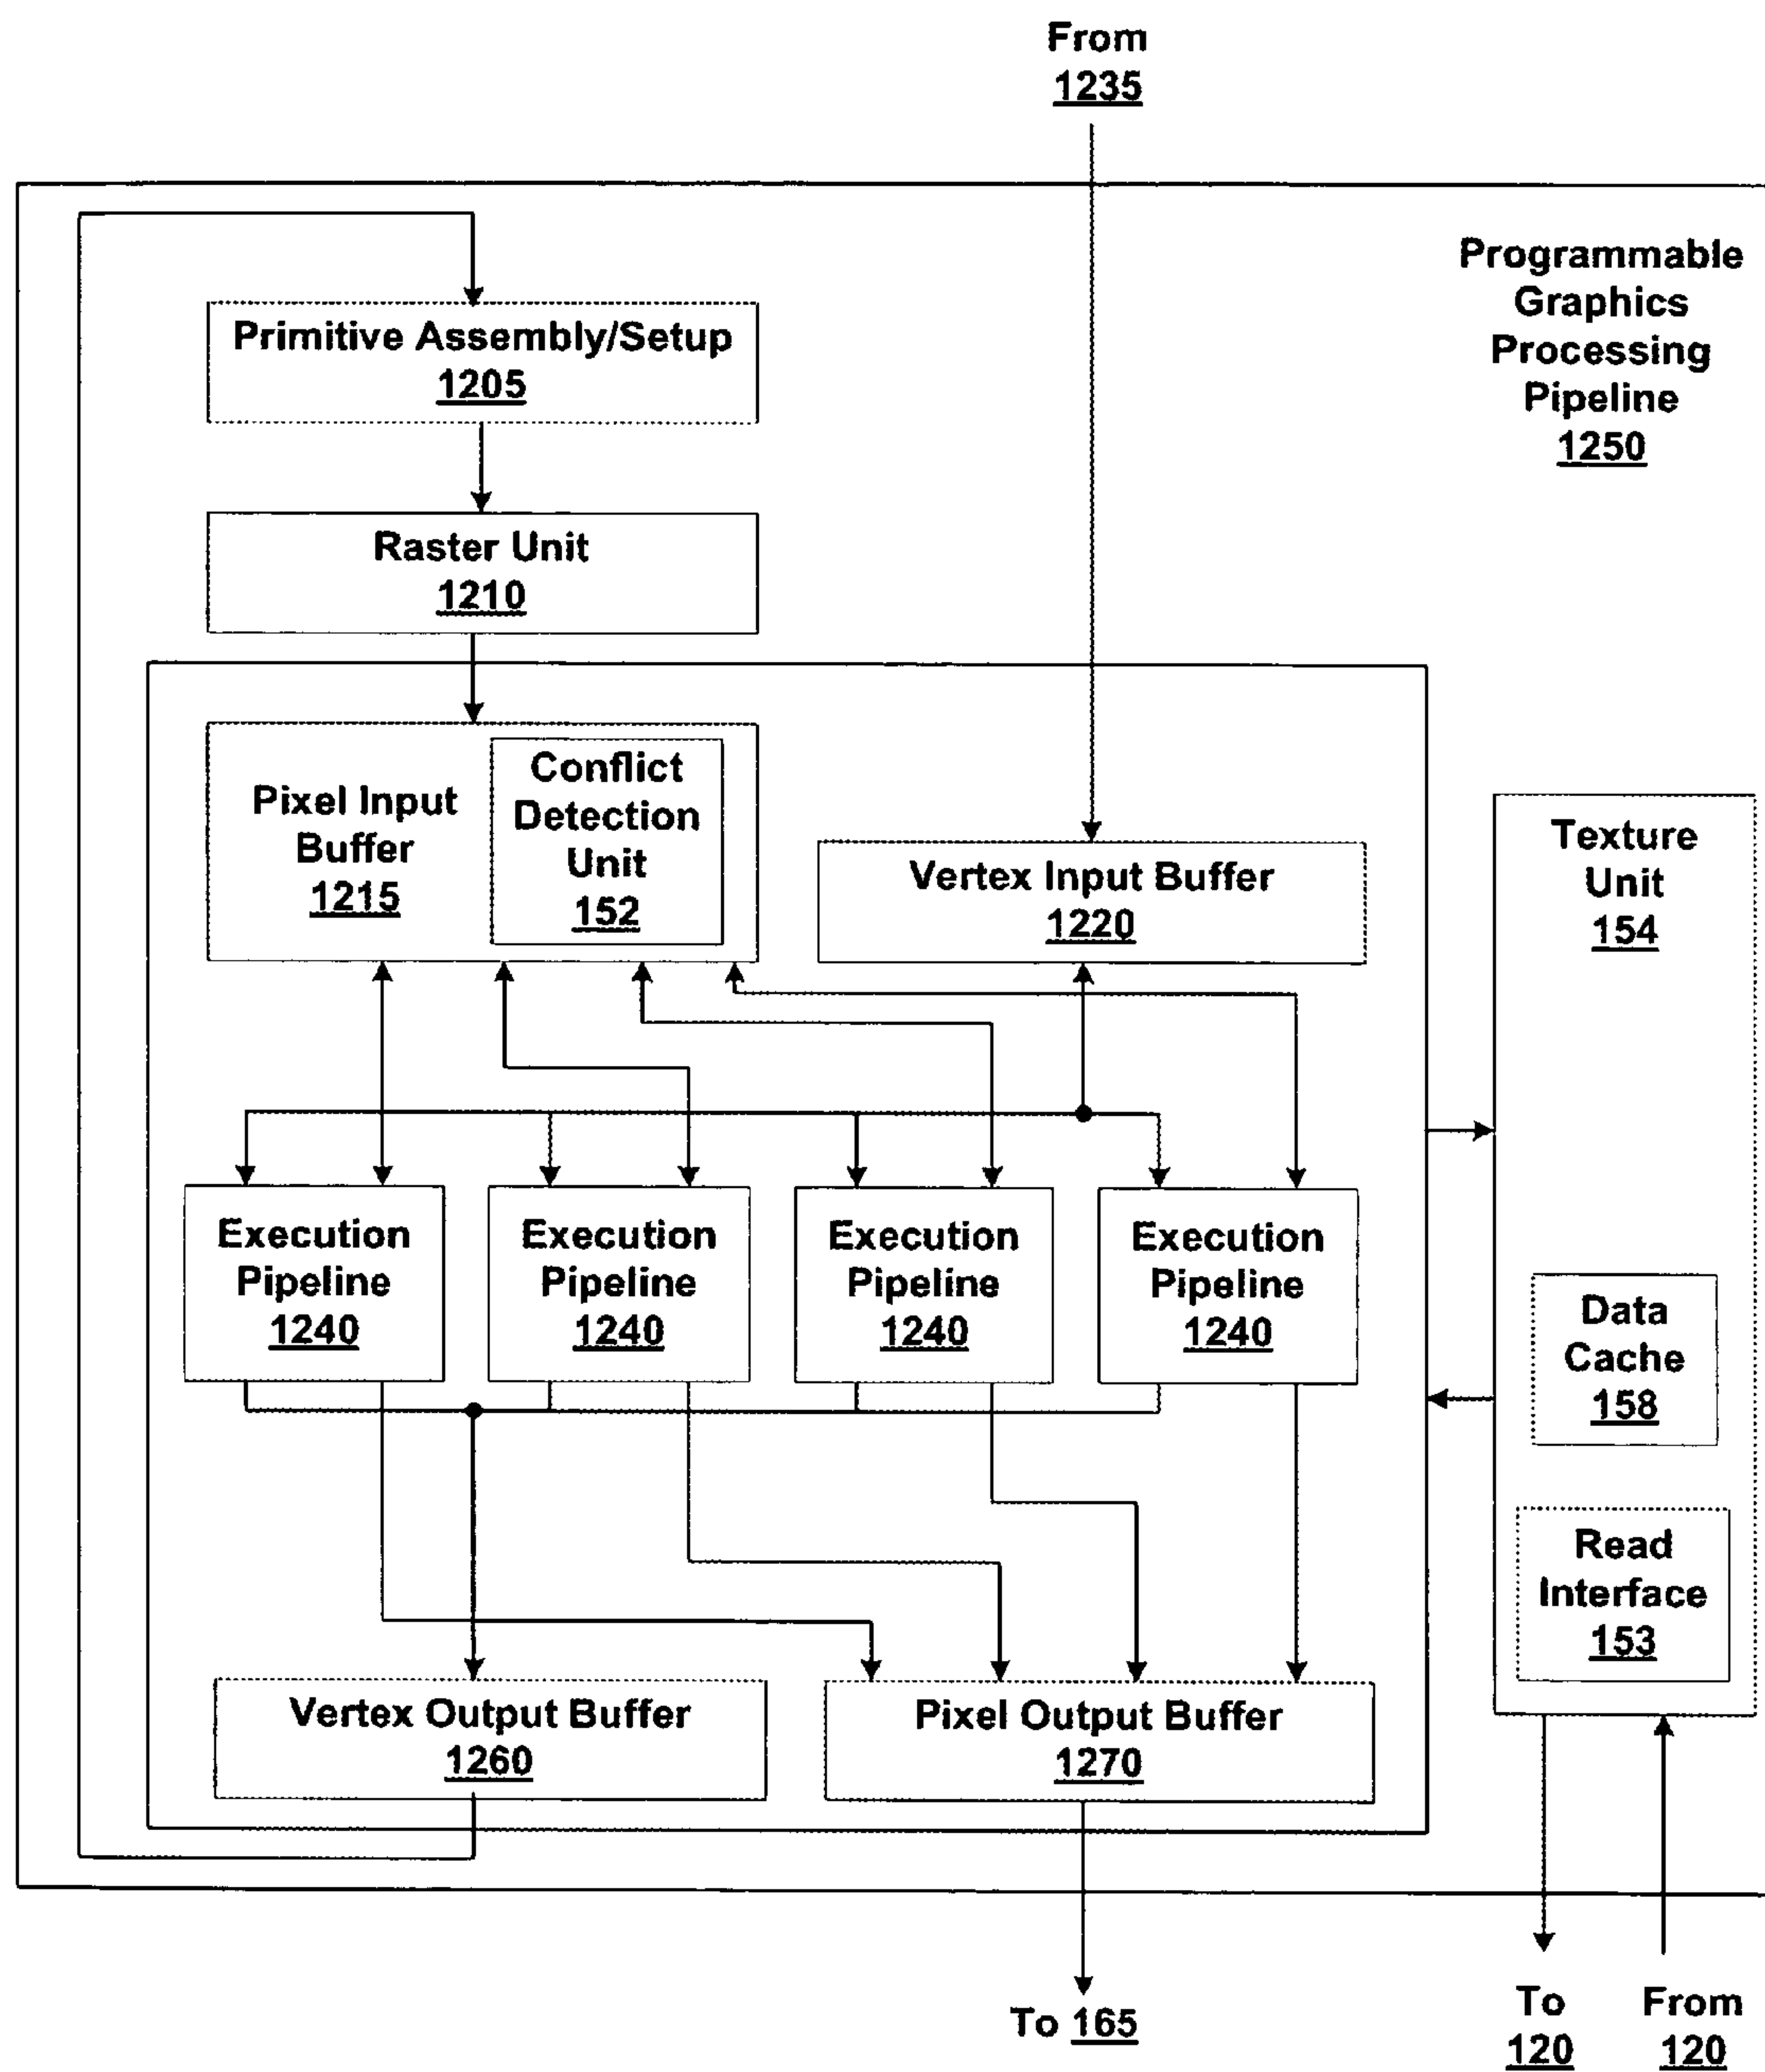 From
1235
Programmable
Graphics
Processing
Pipeline
1250
Primitive Assembly/Setup
1205
Raster Unit
1210
Pixel Input
Buffer
1215
Conflict
Detection
Unit
152
Vertex Input Buffer
1220
Texture
Unit
154
Execution
Pipeline
1240
Execution
Pipeline
1240
Execution
Pipeline
1240
Execution
Pipeline
1240
Data
Cache
158
Read
Interface
153
Vertex Output Buffer
1260
Pixel Output Buffer
1270
To 165
To
120
From
120